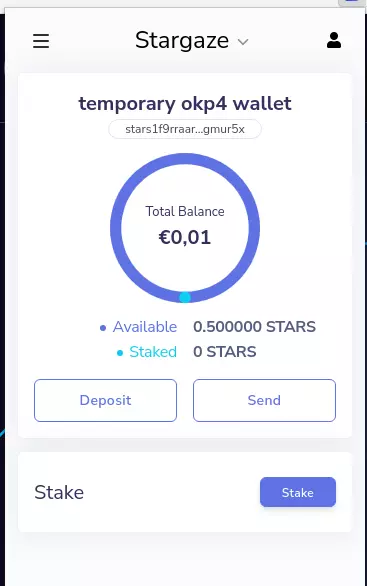 Stargaze
temporary okp4 wallet
stars1f9rraar...gmur5x
Total Balance
€0,01
Available 0.500000 STARS
Staked 0 STARS
Deposit Send
Stake Stake